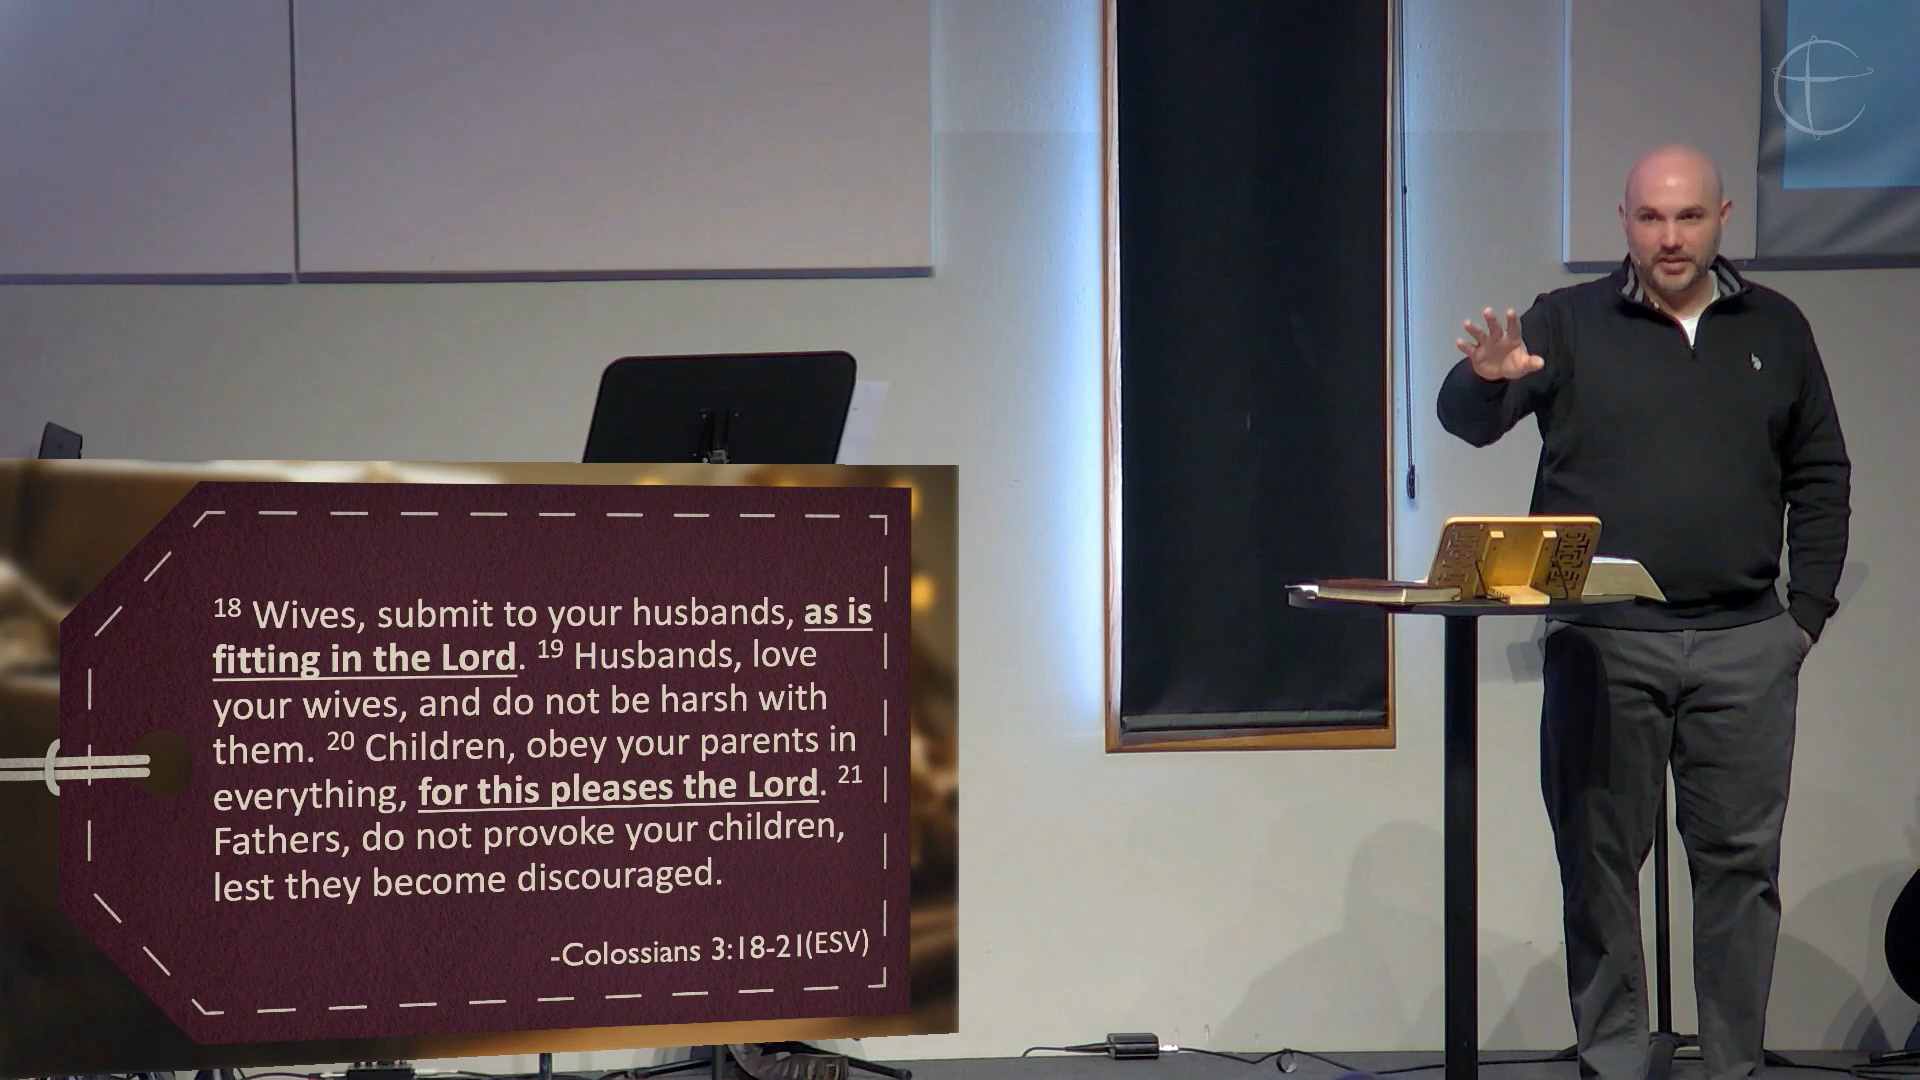 18 Wives, submit to your husbands, as is
fitting in the Lord. 19 Husbands, love
your wives, and do not be harsh with
them. 20 Children, obey your parents in
everything, for this pleases the Lord. 21
Fathers, do not provoke your children,
lest they become discouraged.
-Colossians 3:18-21(ESV)